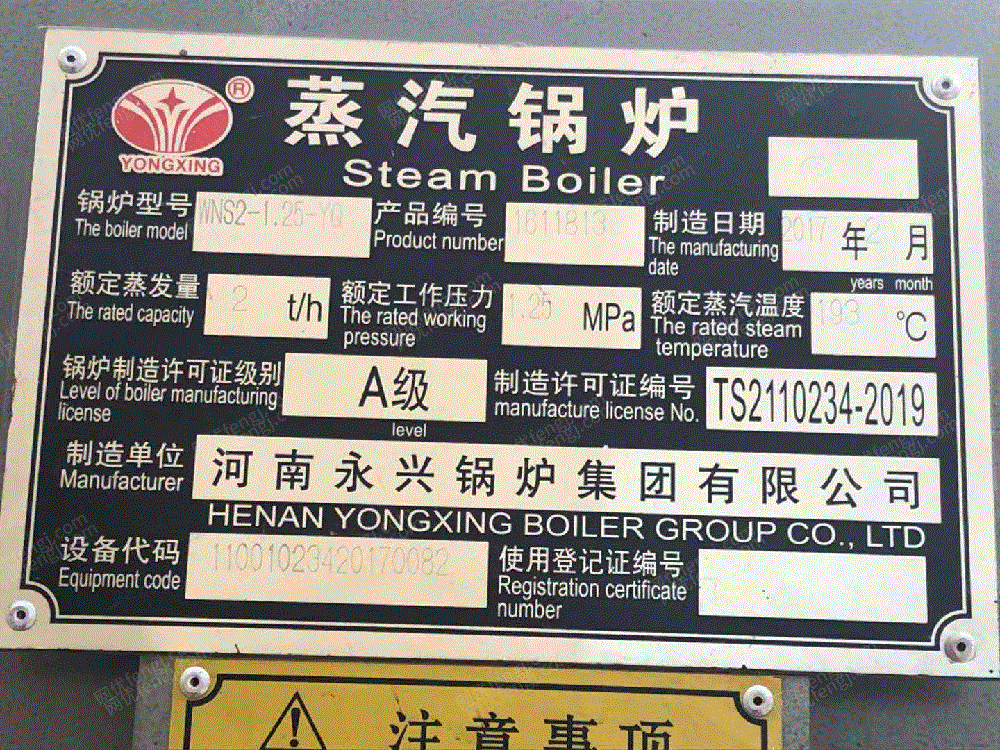 YONGXING ®
蒸汽锅炉
Steam Boiler
锅炉型号 WNS2-1.25-YQ 产品编号 1611813 制造日期 2017 年 2 月
The boiler model Product number The manufacturing date years month
额定蒸发量 2 t/h 额定工作压力 1.25 MPa 额定蒸汽温度 193 ℃
The rated capacity The rated working pressure The rated steam temperature
锅炉制造许可证级别 A级 制造许可证编号 TS2110234-2019
Level of boiler manufacturing license level manufacture license No.
制造单位 河南永兴锅炉集团有限公司
Manufacturer HENAN YONGXING BOILER GROUP CO., LTD
设备代码 11001023420170082 使用登记证编号
Equipment code Registration certificate number
注意事项